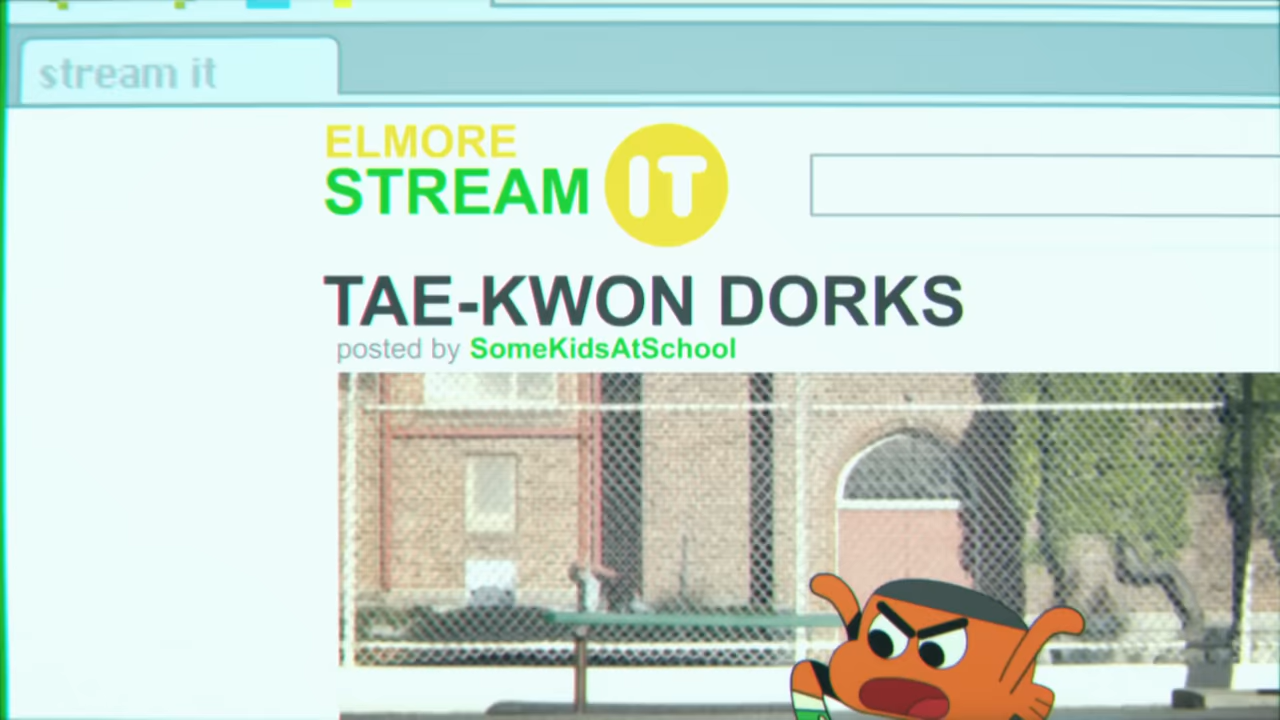 stream it
ELMORE
STREAM IT
TAE-KWON DORKS
posted by SomeKidsAtSchool